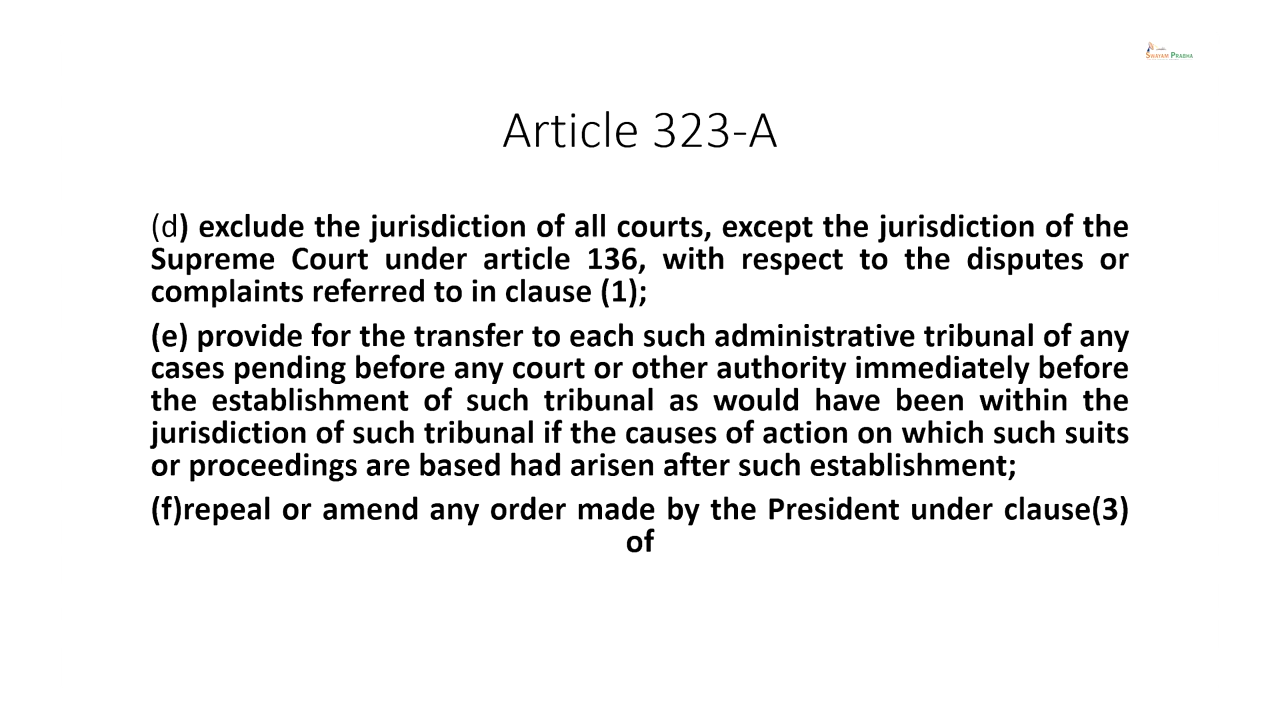 SWAYAM PRABHA
Article 323-A
(d) exclude the jurisdiction of all courts, except the jurisdiction of the
Supreme Court under article 136, with respect to the disputes or
complaints referred to in clause (1);
(e) provide for the transfer to each such administrative tribunal of any
cases pending before any court or other authority immediately before
the establishment of such tribunal as would have been within the
jurisdiction of such tribunal if the causes of action on which such suits
or proceedings are based had arisen after such establishment;
(f)repeal or amend any order made by the President under clause(3)
of